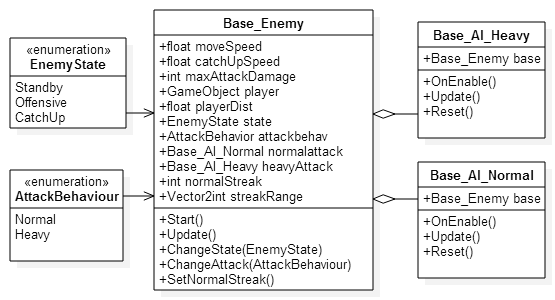 «enumeration»
EnemyState
Standby
Offensive
CatchUp
«enumeration»
AttackBehaviour
Normal
Heavy
Base_Enemy
+float moveSpeed
+float catchUpSpeed
+int maxAttackDamage
+GameObject player
+float playerDist
+EnemyState state
+AttackBehavior attackbehav
+Base_AI_Normal normalattack
+Base_AI_Heavy heavyAttack
+int normalStreak
+Vector2int streakRange
+Start()
+Update()
+ChangeState(EnemyState)
+ChangeAttack(AttackBehaviour)
+SetNormalStreak()
Base_AI_Heavy
+Base_Enemy base
+OnEnable()
+Update()
+Reset()
Base_AI_Normal
+Base_Enemy base
+OnEnable()
+Update()
+Reset()